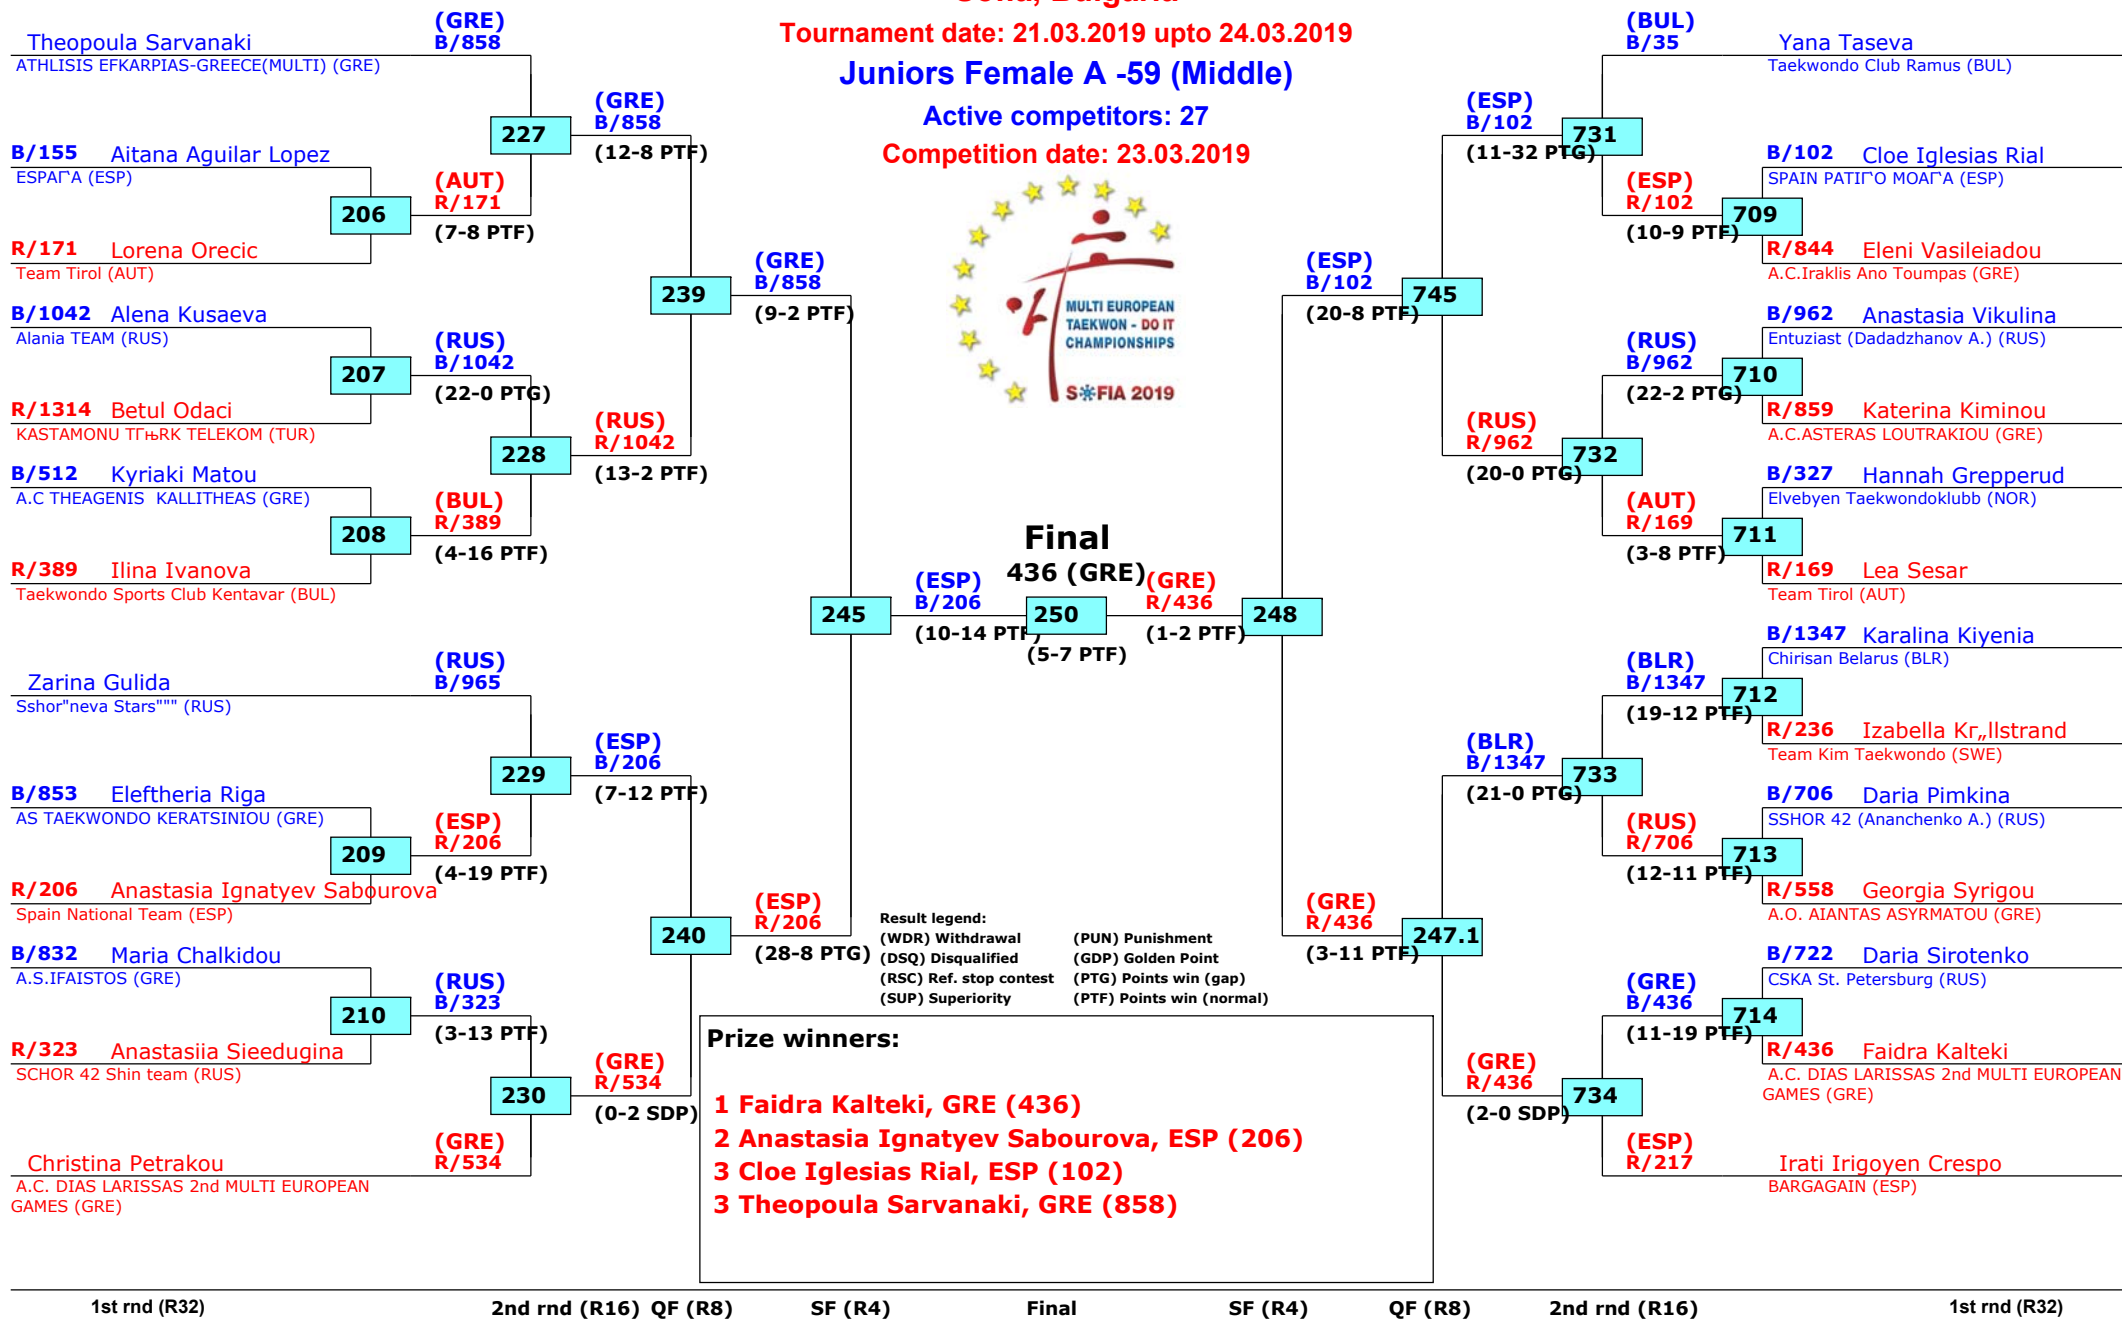 Tournament date: 21.03.2019 upto 24.03.2019
Juniors Female A -59 (Middle)
Active competitors: 27
Competition date: 23.03.2019
MULTI EUROPEAN
TAEKWON - DO IT
CHAMPIONSHIPS
SOFIA 2019
Theopoula Sarvanaki
ATHLISIS EFKARPIAS-GREECE(MULTI) (GRE)
(GRE)
B/858
B/155 Aitana Aguilar Lopez
ESPAГ'A (ESP)
206
R/171 Lorena Orecic
Team Tirol (AUT)
(AUT)
R/171
(7-8 PTF)
227
(GRE)
B/858
(12-8 PTF)
B/1042 Alena Kusaeva
Alania TEAM (RUS)
207
R/1314 Betul Odaci
KASTAMONU TГњRK TELEKOM (TUR)
(RUS)
B/1042
(22-0 PTG)
B/512 Kyriaki Matou
A.C THEAGENIS KALLITHEAS (GRE)
208
R/389 Ilina Ivanova
Taekwondo Sports Club Kentavar (BUL)
(BUL)
R/389
(4-16 PTF)
228
(RUS)
R/1042
(13-2 PTF)
239
(GRE)
B/858
(9-2 PTF)
Zarina Gulida
Sshor"neva Stars""" (RUS)
(RUS)
B/965
B/853 Eleftheria Riga
AS TAEKWONDO KERATSINIOU (GRE)
209
R/206 Anastasia Ignatyev Sabourova
Spain National Team (ESP)
(ESP)
R/206
(4-19 PTF)
229
(ESP)
B/206
(7-12 PTF)
B/832 Maria Chalkidou
A.S.IFAISTOS (GRE)
210
R/323 Anastasiia Sieedugina
SCHOR 42 Shin team (RUS)
(RUS)
B/323
(3-13 PTF)
Christina Petrakou
A.C. DIAS LARISSAS 2nd MULTI EUROPEAN
GAMES (GRE)
(GRE)
R/534
230
(GRE)
R/534
(0-2 SDP)
240
(ESP)
R/206
(28-8 PTG)
245
(ESP)
B/206
(10-14 PTF)
Final
436 (GRE)
250
(5-7 PTF)
(GRE)
R/436
(1-2 PTF)
248
(ESP)
B/102
(20-8 PTF)
745
(ESP)
B/102
(11-32 PTG)
731
(BUL)
B/35
Yana Taseva
Taekwondo Club Ramus (BUL)
(ESP)
R/102
(10-9 PTF)
709
B/102 Cloe Iglesias Rial
SPAIN PATIГ'O MOAГ'A (ESP)
R/844 Eleni Vasileiadou
A.C.Iraklis Ano Toumpas (GRE)
(RUS)
R/962
(20-0 PTG)
732
(RUS)
B/962
(22-2 PTG)
710
B/962 Anastasia Vikulina
Entuziast (Dadadzhanov A.) (RUS)
R/859 Katerina Kiminou
A.C.ASTERAS LOUTRAKIOU (GRE)
(AUT)
R/169
(3-8 PTF)
711
B/327 Hannah Grepperud
Elvebyen Taekwondoklubb (NOR)
R/169 Lea Sesar
Team Tirol (AUT)
(GRE)
R/436
(3-11 PTF)
247.1
(BLR)
B/1347
(21-0 PTG)
733
(BLR)
B/1347
(19-12 PTF)
712
B/1347 Karalina Kiyenia
Chirisan Belarus (BLR)
R/236 Izabella Kг„llstrand
Team Kim Taekwondo (SWE)
(RUS)
R/706
(12-11 PTF)
713
B/706 Daria Pimkina
SSHOR 42 (Ananchenko A.) (RUS)
R/558 Georgia Syrigou
A.O. AIANTAS ASYRMATOU (GRE)
(GRE)
R/436
(2-0 SDP)
734
(GRE)
B/436
(11-19 PTF)
714
B/722 Daria Sirotenko
CSKA St. Petersburg (RUS)
R/436 Faidra Kalteki
A.C. DIAS LARISSAS 2nd MULTI EUROPEAN
GAMES (GRE)
(ESP)
R/217
Irati Irigoyen Crespo
BARGAGAIN (ESP)
Result legend:
(WDR) Withdrawal (PUN) Punishment
(DSQ) Disqualified (GDP) Golden Point
(RSC) Ref. stop contest (PTG) Points win (gap)
(SUP) Superiority (PTF) Points win (normal)
Prize winners:
1 Faidra Kalteki, GRE (436)
2 Anastasia Ignatyev Sabourova, ESP (206)
3 Cloe Iglesias Rial, ESP (102)
3 Theopoula Sarvanaki, GRE (858)
1st rnd (R32) 2nd rnd (R16) QF (R8) SF (R4) Final SF (R4) QF (R8) 2nd rnd (R16) 1st rnd (R32)